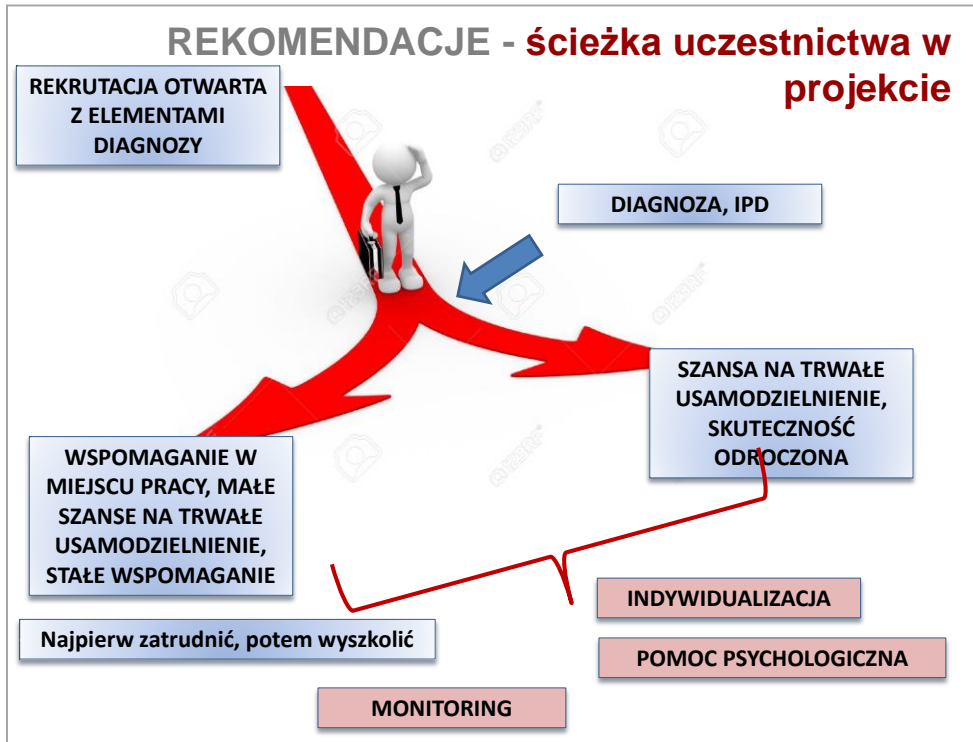 REKOMENDACJE - ścieżka uczestnictwa w
projekcie
REKRUTACJA OTWARTA
Z ELEMENTAMI
DIAGNOZY
DIAGNOZA, IPD
SZANSA NA TRWAŁE
USAMODZIELNIENIE,
SKUTECZNOŚĆ
ODROCZONA
WSPOMAGANIE W
MIEJSCU PRACY, MAŁE
SZANSE NA TRWAŁE
USAMODZIELNIENIE,
STAŁE WSPOMAGANIE
Najpierw zatrudnić, potem wyszkolić
INDYWIDUALIZACJA
POMOC PSYCHOLOGICZNA
MONITORING